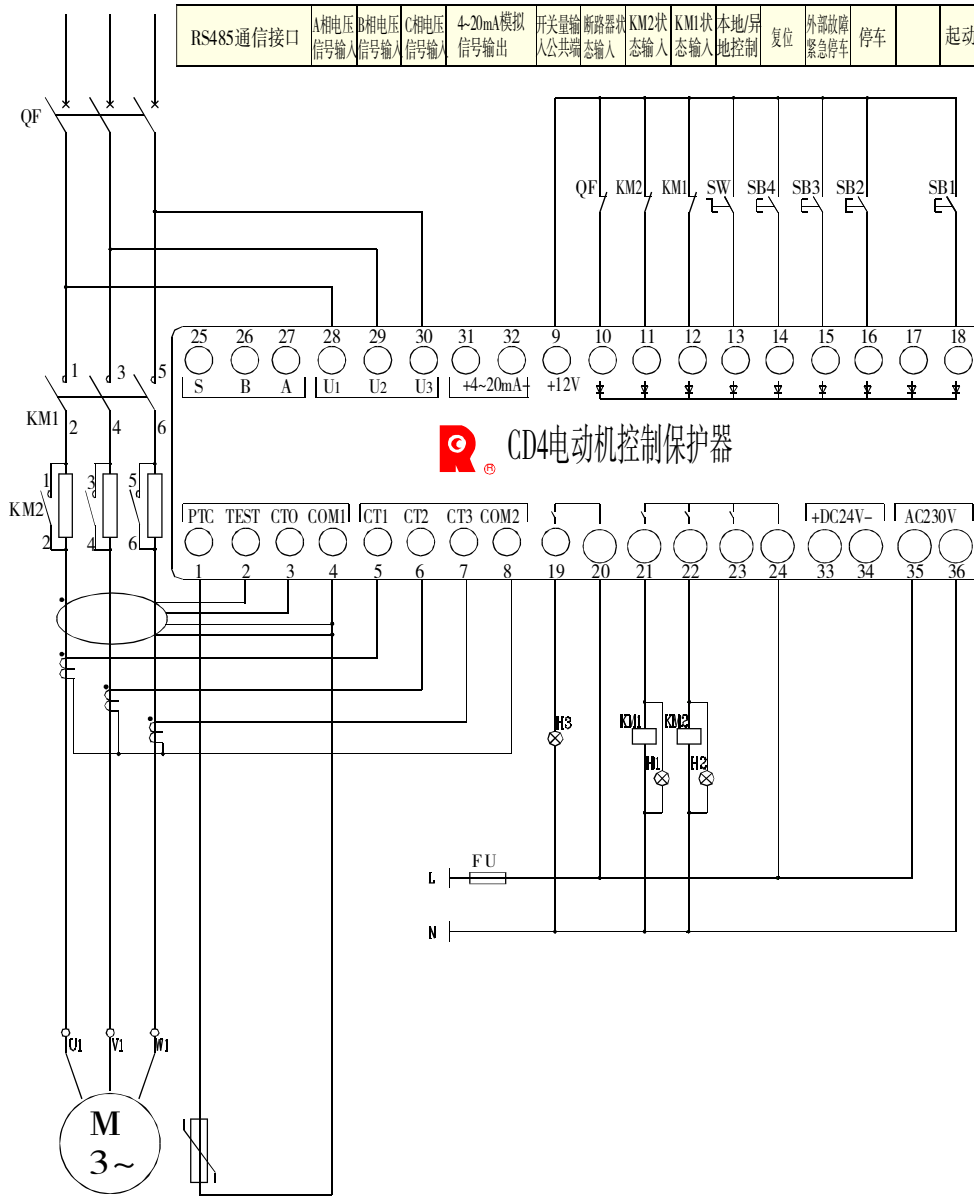 RS485通信接口
A相电压
信号输入
B相电压
信号输入
C相电压
信号输入
4~20mA模拟
信号输出
开关量输
入公共端
断路器状
态输入
KM2状
态输入
KM1状
态输入
本地/异
地控制
复位
外部故障
紧急停车
停车
起动
QF
QF KM2 KM1 SW SB4 SB3 SB2 SB1
25 26 27 28 29 30 31 32 9 10 11 12 13 14 15 16 17 18
S B A U1 U2 U3 +4~20mA- +12V
1 3 5
KM1
2 4 6
R ® CD4电动机控制保护器
1 3 5
KM2
2 4 6
PTC TEST CT0 COM1 CT1 CT2 CT3 COM2 +DC24V- AC230V
1 2 3 4 5 6 7 8 19 20 21 22 23 24 33 34 35 36
H3 KM1 KM2
H1 H2
FU
L
N
U1 V1 W1
M
3~